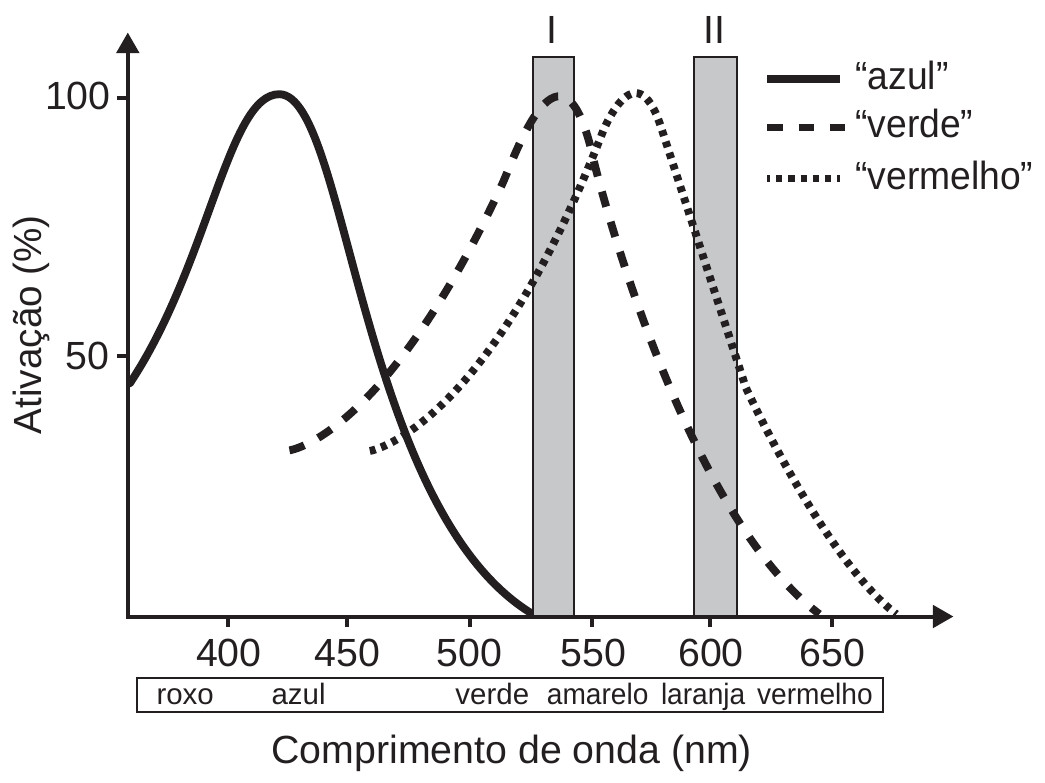 I II
“azul”
“verde”
“vermelho”
100
50
Ativação (%)
400 450 500 550 600 650
roxo azul verde amarelo laranja vermelho
Comprimento de onda (nm)